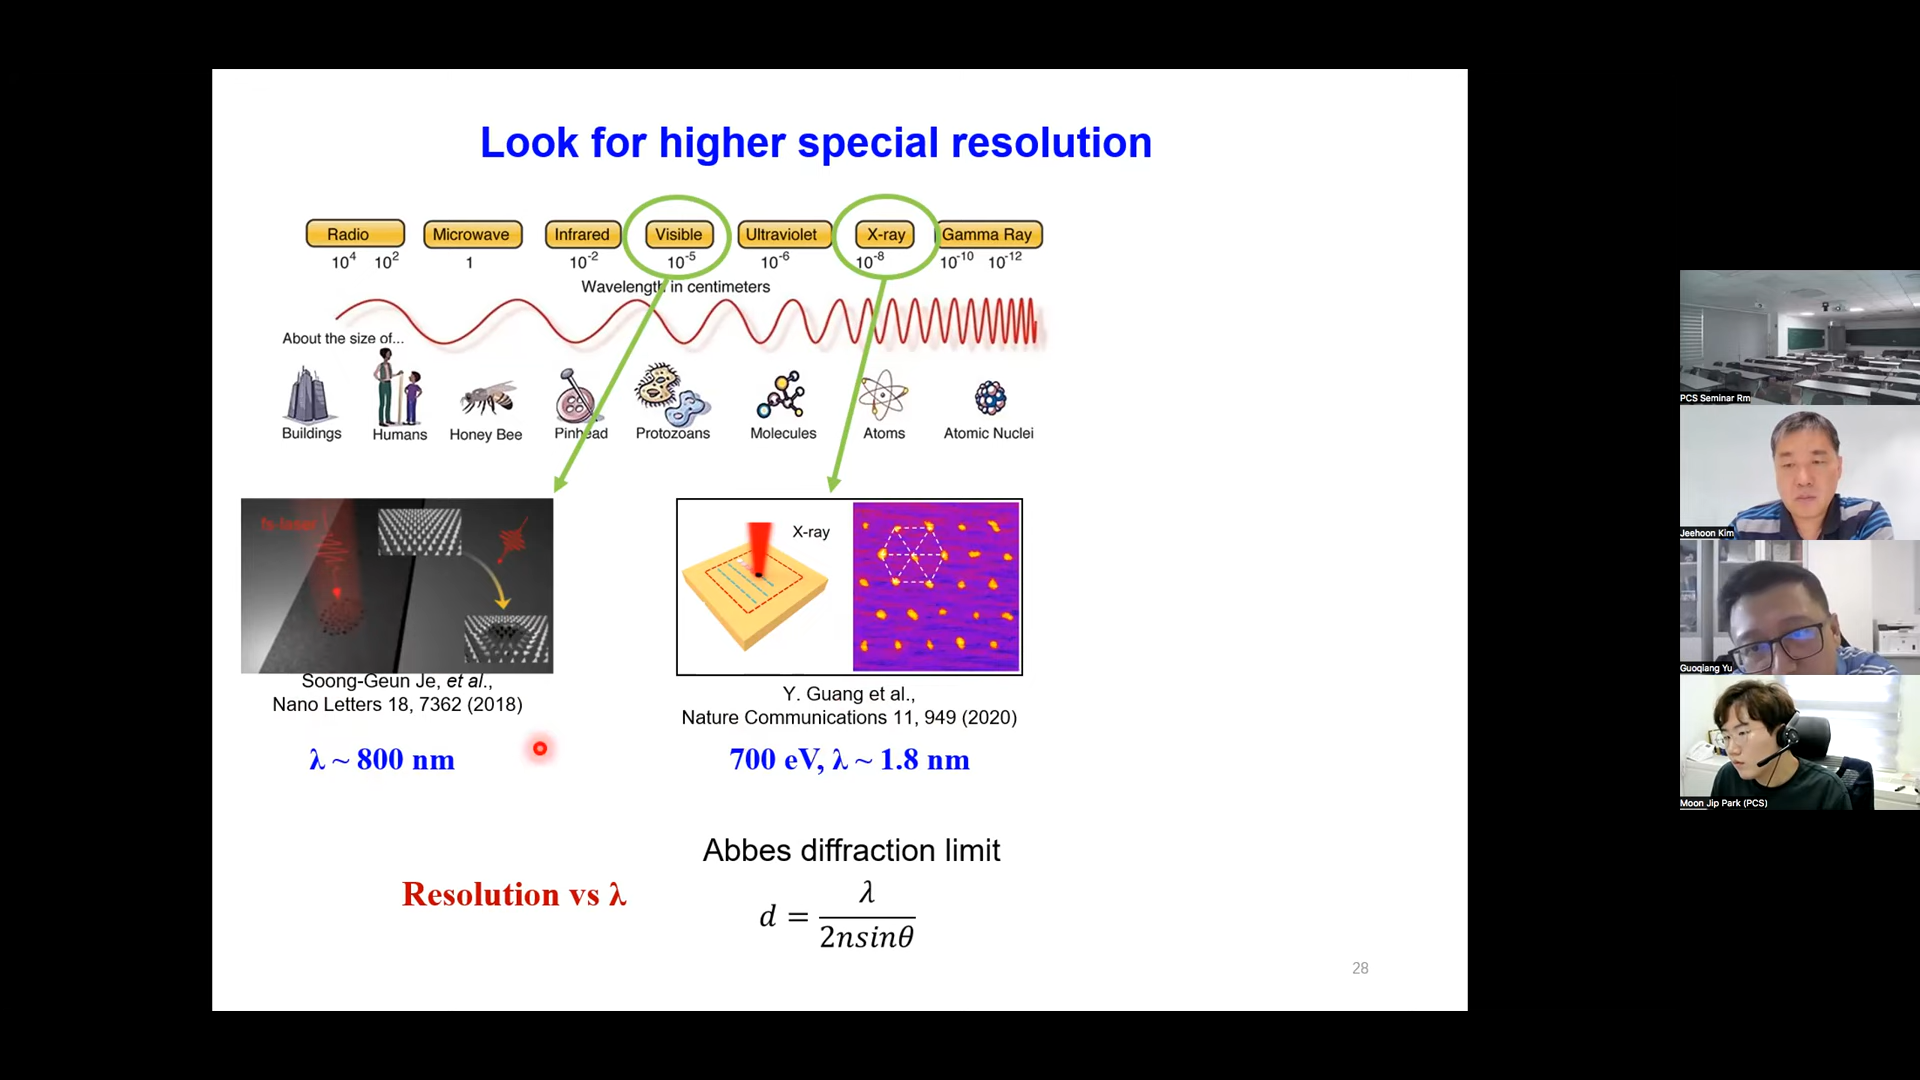 Look for higher special resolution
Radio Microwave Infrared Visible Ultraviolet X-ray Gamma Ray
10⁴ 10² 1 10⁻² 10⁻⁵ 10⁻⁶ 10⁻⁸ 10⁻¹⁰ 10⁻¹²
Wavelength in centimeters
About the size of...
Buildings Humans Honey Bee Pinhead Protozoans Molecules Atoms Atomic Nuclei
fs-laser
Soong-Geun Je, et al.,
Nano Letters 18, 7362 (2018)
λ ~ 800 nm
X-ray
Y. Guang et al.,
Nature Communications 11, 949 (2020)
700 eV, λ ~ 1.8 nm
Resolution vs λ
Abbes diffraction limit
d = λ / 2nsinθ
28
PCS Seminar Rm
Jeehoon Kim
Guoqiang Yu
Moon Jip Park (PCS)